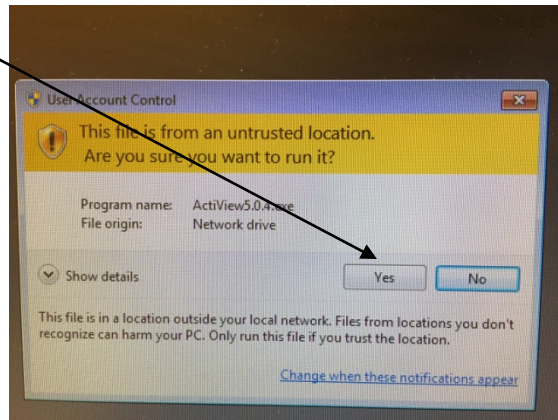 User Account Control
This file is from an untrusted location.
Are you sure you want to run it?
Program name: ActiView5.0.4.exe
File origin: Network drive
Show details
Yes No
This file is in a location outside your local network. Files from locations you don't
recognize can harm your PC. Only run this file if you trust the location.
Change when these notifications appear